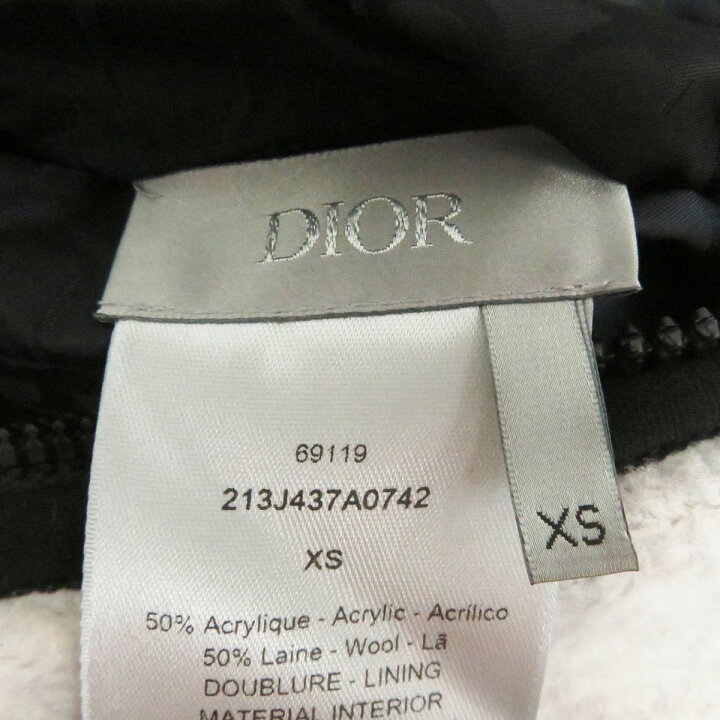 DIOR
69119
213J437A0742
XS
XS
50% Acrylique - Acrylic - Acrílico
50% Laine - Wool - Lã
DOUBLURE - LINING
MATERIAL INTERIOR